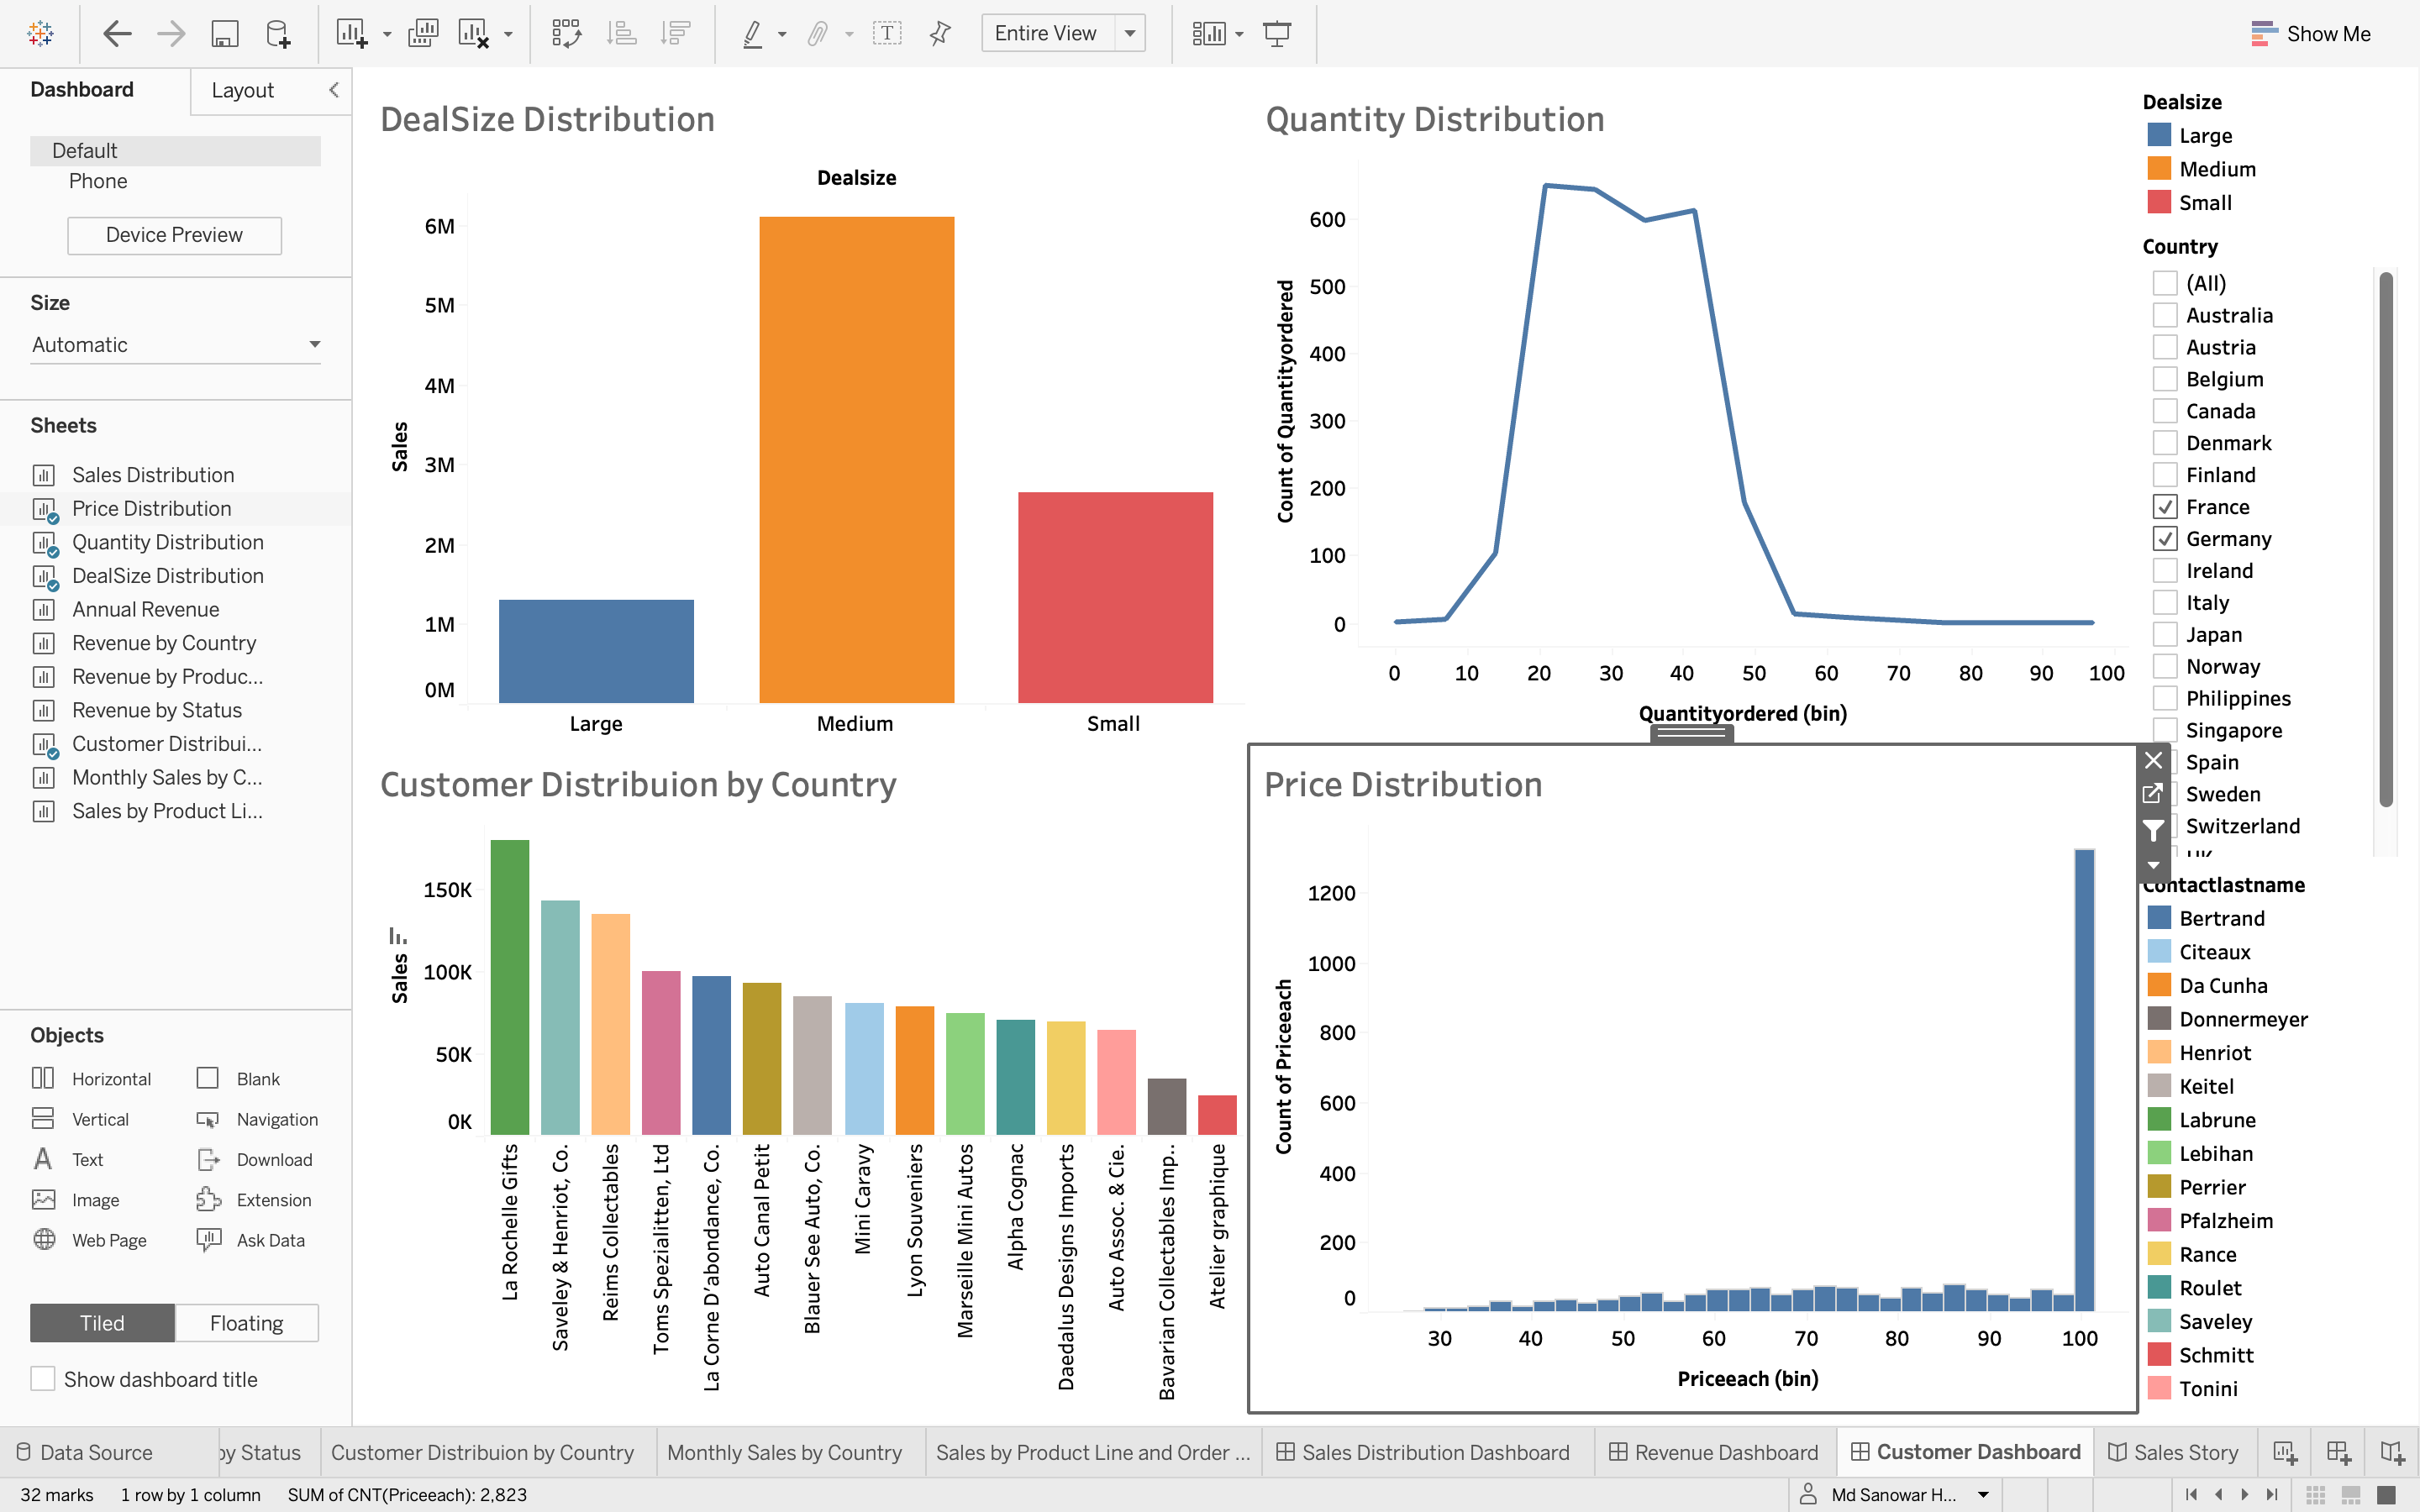 Entire View
Show Me
Dashboard
Layout
Default
Phone
Device Preview
Size
Automatic
Sheets
Sales Distribution
Price Distribution
Quantity Distribution
DealSize Distribution
Annual Revenue
Revenue by Country
Revenue by Produc...
Revenue by Status
Customer Distribui...
Monthly Sales by C...
Sales by Product Li...
Objects
Horizontal
Blank
Vertical
Navigation
Text
Download
Image
Extension
Web Page
Ask Data
Tiled
Floating
Show dashboard title
DealSize Distribution
Dealsize
Sales
6M
5M
4M
3M
2M
1M
0M
Large
Medium
Small
Quantity Distribution
Count of Quantityordered
600
500
400
300
200
100
0
0 10 20 30 40 50 60 70 80 90 100
Quantityordered (bin)
Customer Distribuion by Country
Sales
150K
100K
50K
0K
La Rochelle Gifts
Saveley & Henriot, Co.
Reims Collectables
Toms Spezialitten, Ltd
La Corne D'abondance, Co.
Auto Canal Petit
Blauer See Auto, Co.
Mini Caravy
Lyon Souveniers
Marseille Mini Autos
Alpha Cognac
Daedalus Designs Imports
Auto Assoc. & Cie.
Bavarian Collectables Imp..
Atelier graphique
Price Distribution
Count of Priceeach
1200
1000
800
600
400
200
0
30 40 50 60 70 80 90 100
Priceeach (bin)
Dealsize
Large
Medium
Small
Country
(All)
Australia
Austria
Belgium
Canada
Denmark
Finland
France
Germany
Ireland
Italy
Japan
Norway
Philippines
Singapore
Spain
Sweden
Switzerland
UK
Contactlastname
Bertrand
Citeaux
Da Cunha
Donnermeyer
Henriot
Keitel
Labrune
Lebihan
Perrier
Pfalzheim
Rance
Roulet
Saveley
Schmitt
Tonini
Data Source
by Status
Customer Distribuion by Country
Monthly Sales by Country
Sales by Product Line and Order ...
Sales Distribution Dashboard
Revenue Dashboard
Customer Dashboard
Sales Story
32 marks
1 row by 1 column
SUM of CNT(Priceeach): 2,823
Md Sanowar H...